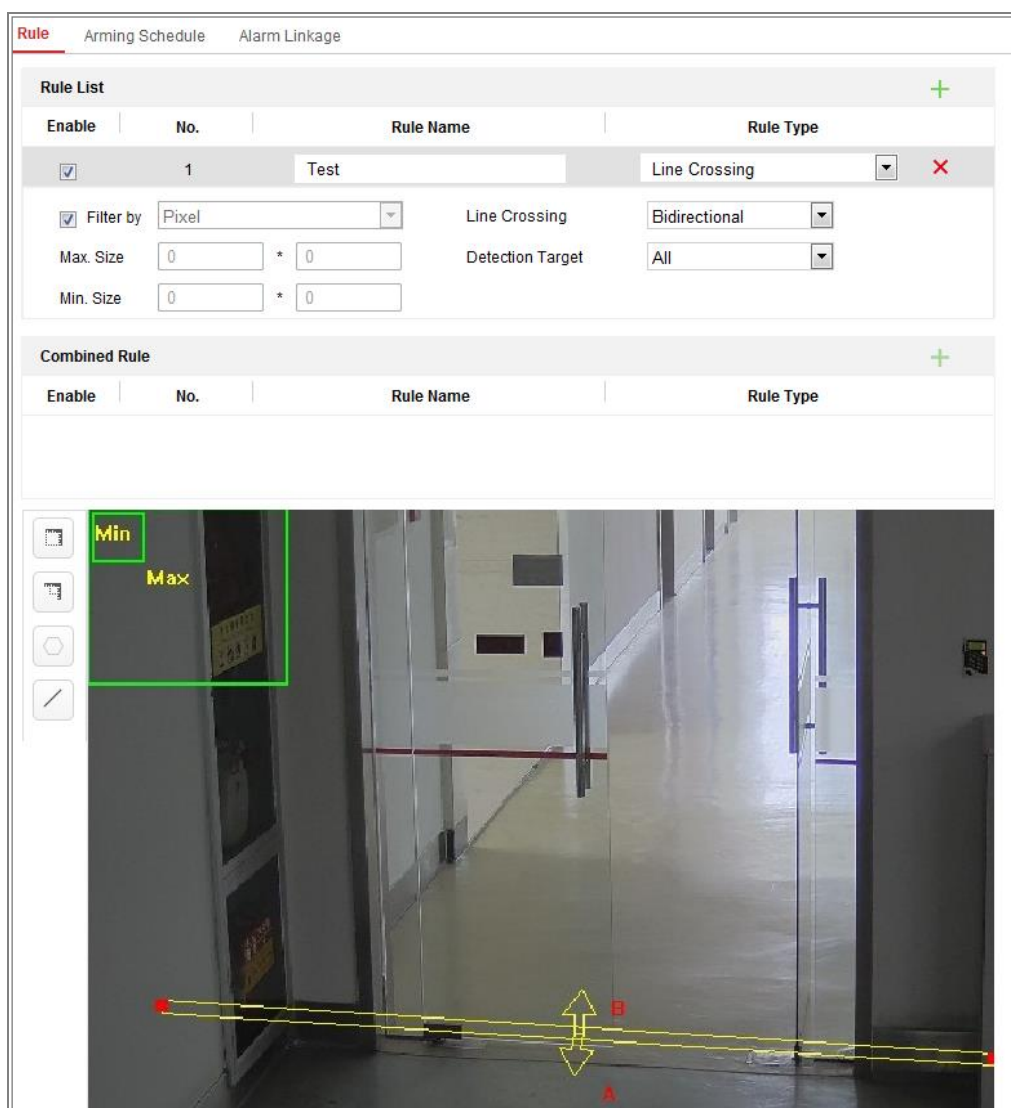 Rule Arming Schedule Alarm Linkage
Rule List +
Enable No. Rule Name Rule Type
1 Test Line Crossing
Filter by Pixel Line Crossing Bidirectional
Max. Size 0 * 0 Detection Target All
Min. Size 0 * 0
Combined Rule +
Enable No. Rule Name Rule Type
Min
Max
B
A